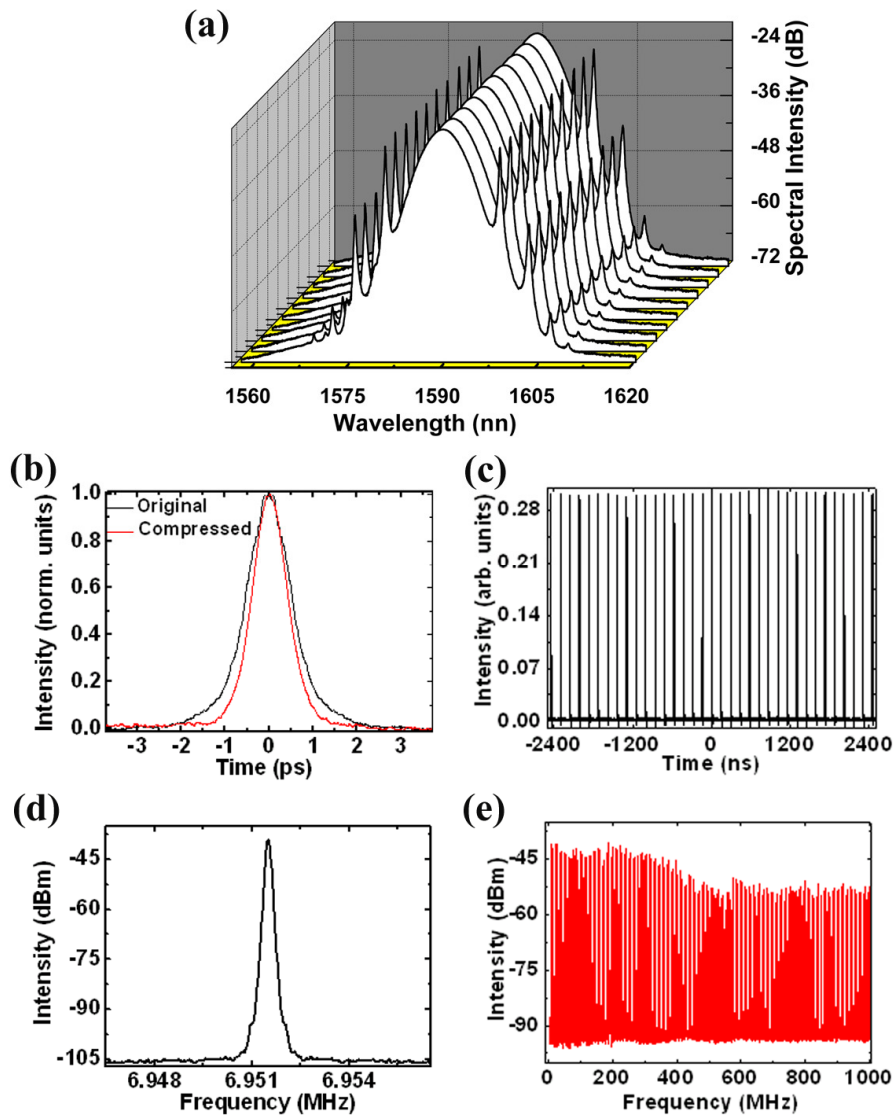 (a)
-24
-36
-48
-60
-72
Spectral Intensity (dB)
1560 1575 1590 1605 1620
Wavelength (nn)
(b)
1.0
0.8
0.6
0.4
0.2
0.0
Intensity (norm. units)
Original
Compressed
-3 -2 -1 0 1 2 3
Time (ps)
(c)
0.28
0.21
0.14
0.07
0.00
Intensity (arb. units)
-2400 -1200 0 1200 2400
Time (ns)
(d)
-45
-60
-75
-90
-105
Intensity (dBm)
6.948 6.951 6.954
Frequency (MHz)
(e)
-45
-60
-75
-90
Intensity (dBm)
0 200 400 600 800 1000
Frequency (MHz)